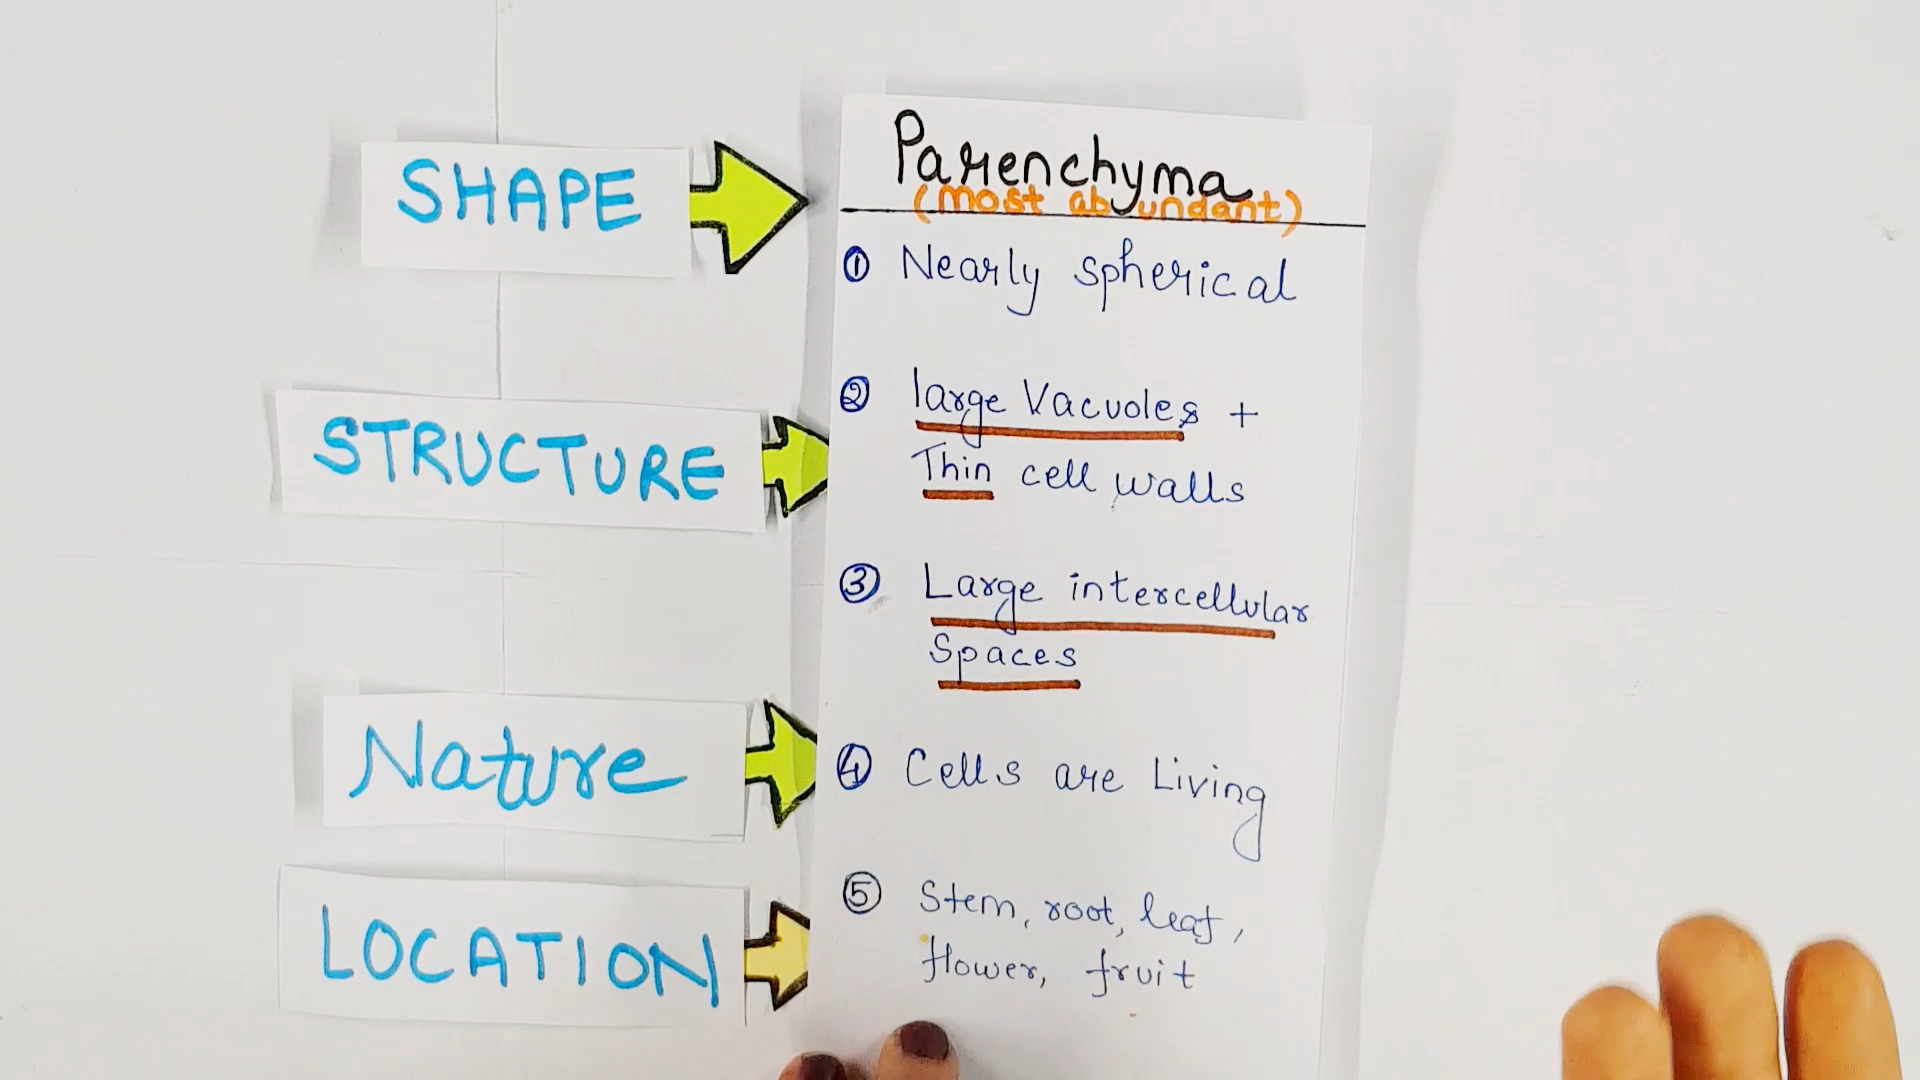 SHAPE
STRUCTURE
Nature
LOCATION
Parenchyma
(most abundant)
① Nearly spherical
② large Vacuoles +
Thin cell walls
③ Large intercellular
Spaces
④ Cells are Living
⑤ Stem, root, leaf,
flower, fruit